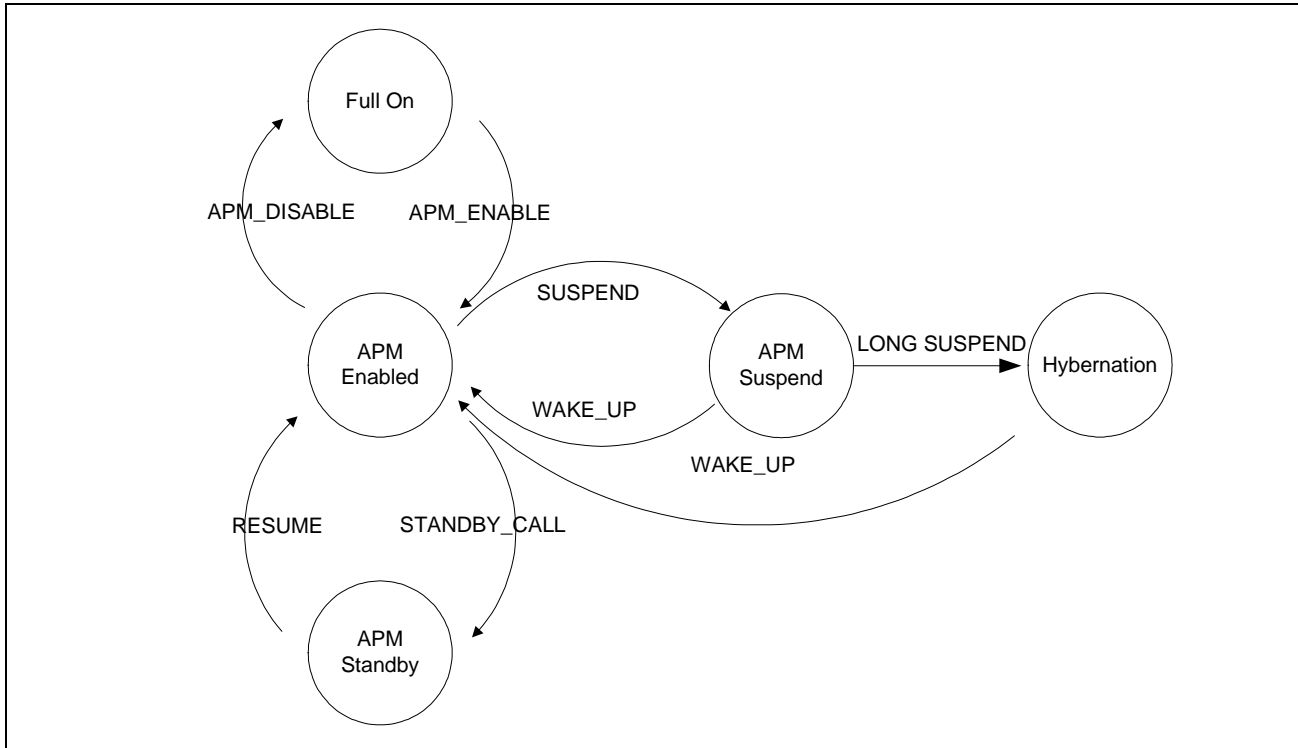 Full On
APM_DISABLE
APM_ENABLE
SUSPEND
APM
Enabled
APM
Suspend
LONG SUSPEND
Hybernation
WAKE_UP
WAKE_UP
RESUME
STANDBY_CALL
APM
Standby